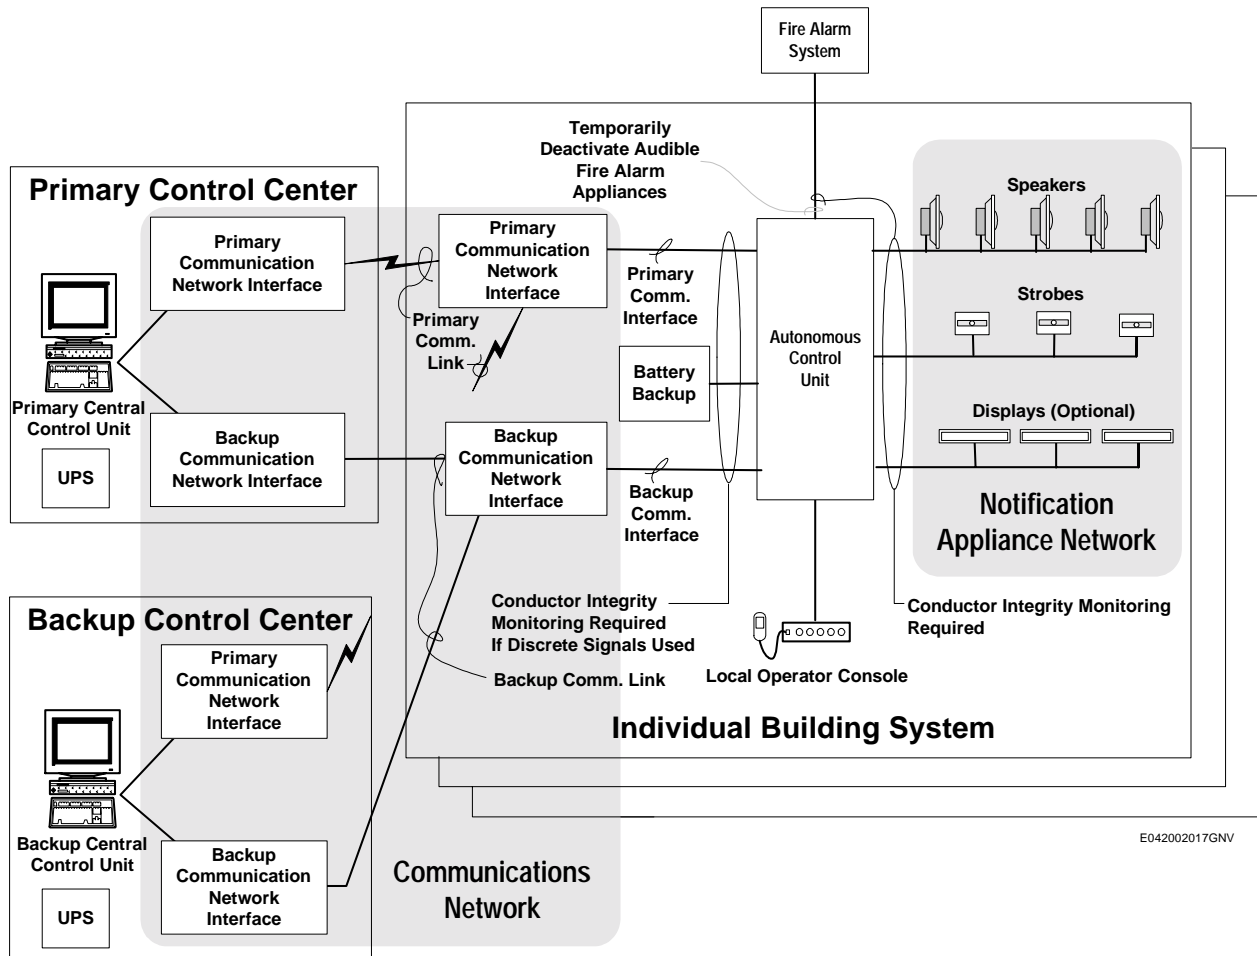 Fire Alarm
System
Temporarily
Deactivate Audible
Fire Alarm
Appliances
Primary Control Center
Primary
Communication
Network Interface
Primary Central
Control Unit
UPS
Backup
Communication
Network Interface
Primary
Communication
Network
Interface
Primary
Comm.
Link
Primary
Comm.
Interface
Battery
Backup
Backup
Communication
Network
Interface
Backup
Comm.
Interface
Autonomous
Control
Unit
Speakers
Strobes
Displays (Optional)
Notification
Appliance Network
Conductor Integrity
Monitoring Required
If Discrete Signals Used
Backup Comm. Link
Conductor Integrity Monitoring
Required
Local Operator Console
Individual Building System
Backup Control Center
Primary
Communication
Network
Interface
Backup Central
Control Unit
UPS
Backup
Communication
Network
Interface
Communications
Network
E042002017GNV